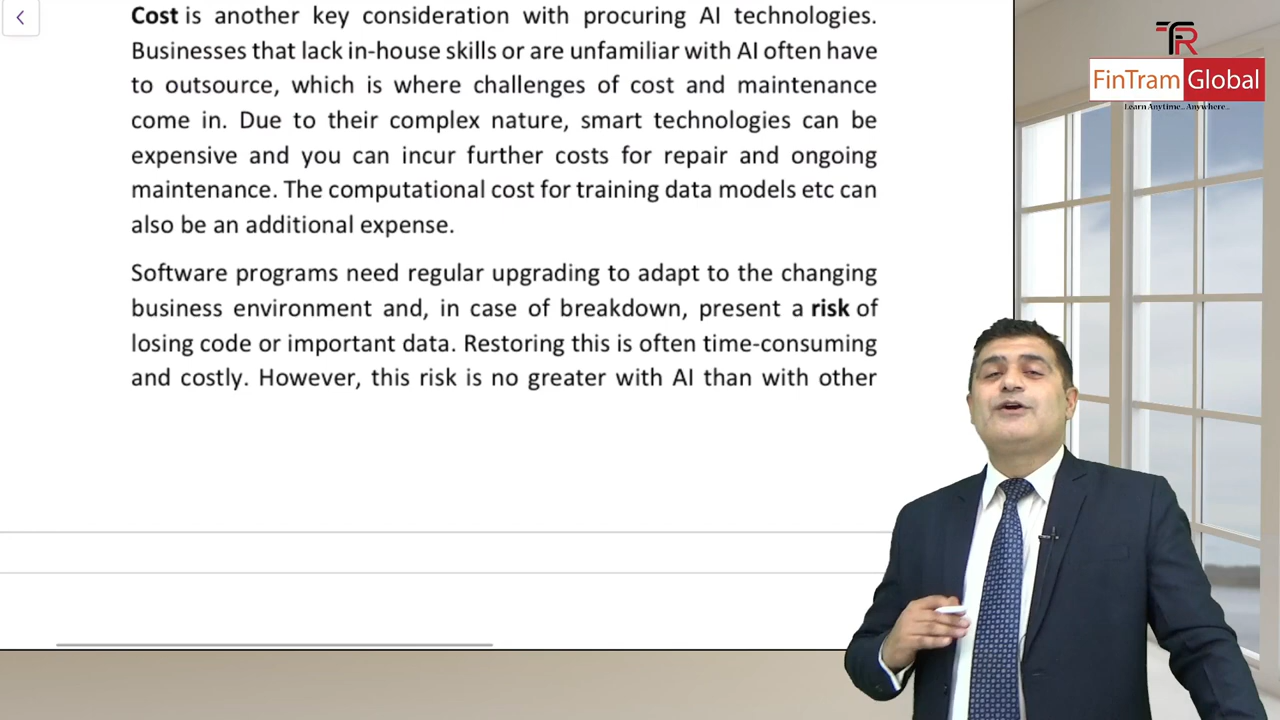 Cost is another key consideration with procuring AI technologies.
Businesses that lack in-house skills or are unfamiliar with AI often have
to outsource, which is where challenges of cost and maintenance
come in. Due to their complex nature, smart technologies can be
expensive and you can incur further costs for repair and ongoing
maintenance. The computational cost for training data models etc can
also be an additional expense.
Software programs need regular upgrading to adapt to the changing
business environment and, in case of breakdown, present a risk of
losing code or important data. Restoring this is often time-consuming
and costly. However, this risk is no greater with AI than with other
FR
FinTram Global
Learn Anytime.. Anywhere..